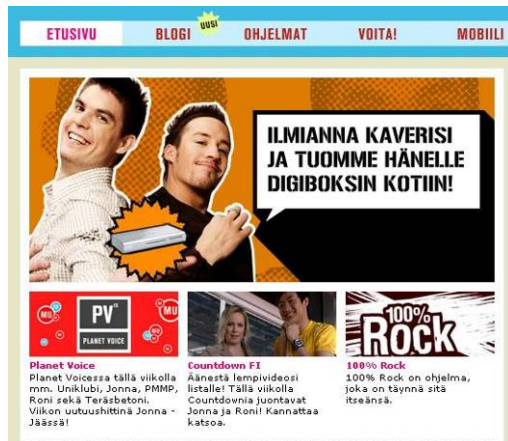 ETUSIVU
BLOGI
UUSI
OHJELMAT
VOITA!
MOBIILI
ILMIANNA KAVERISI
JA TUOMME HÄNELLE
DIGIBOKSIN KOTIIN!
MU
PV
MU
PLANET VOICE
100%
Rock
Planet Voice
Planet Voicessa tällä viikolla
mm. Uniklubi, Jonna, PMMP,
Roni sekä Teräsbetoni.
Viikon uutuushittinä Jonna -
Jäässä!
Countdown FI
Äänestä lempivideosi
listalle! Tällä viikolla
Countdownia juontavat
Jonna ja Roni! Kannattaa
katsoa.
100% Rock
100% Rock on ohjelma,
joka on täynnä sitä
itseänsä.